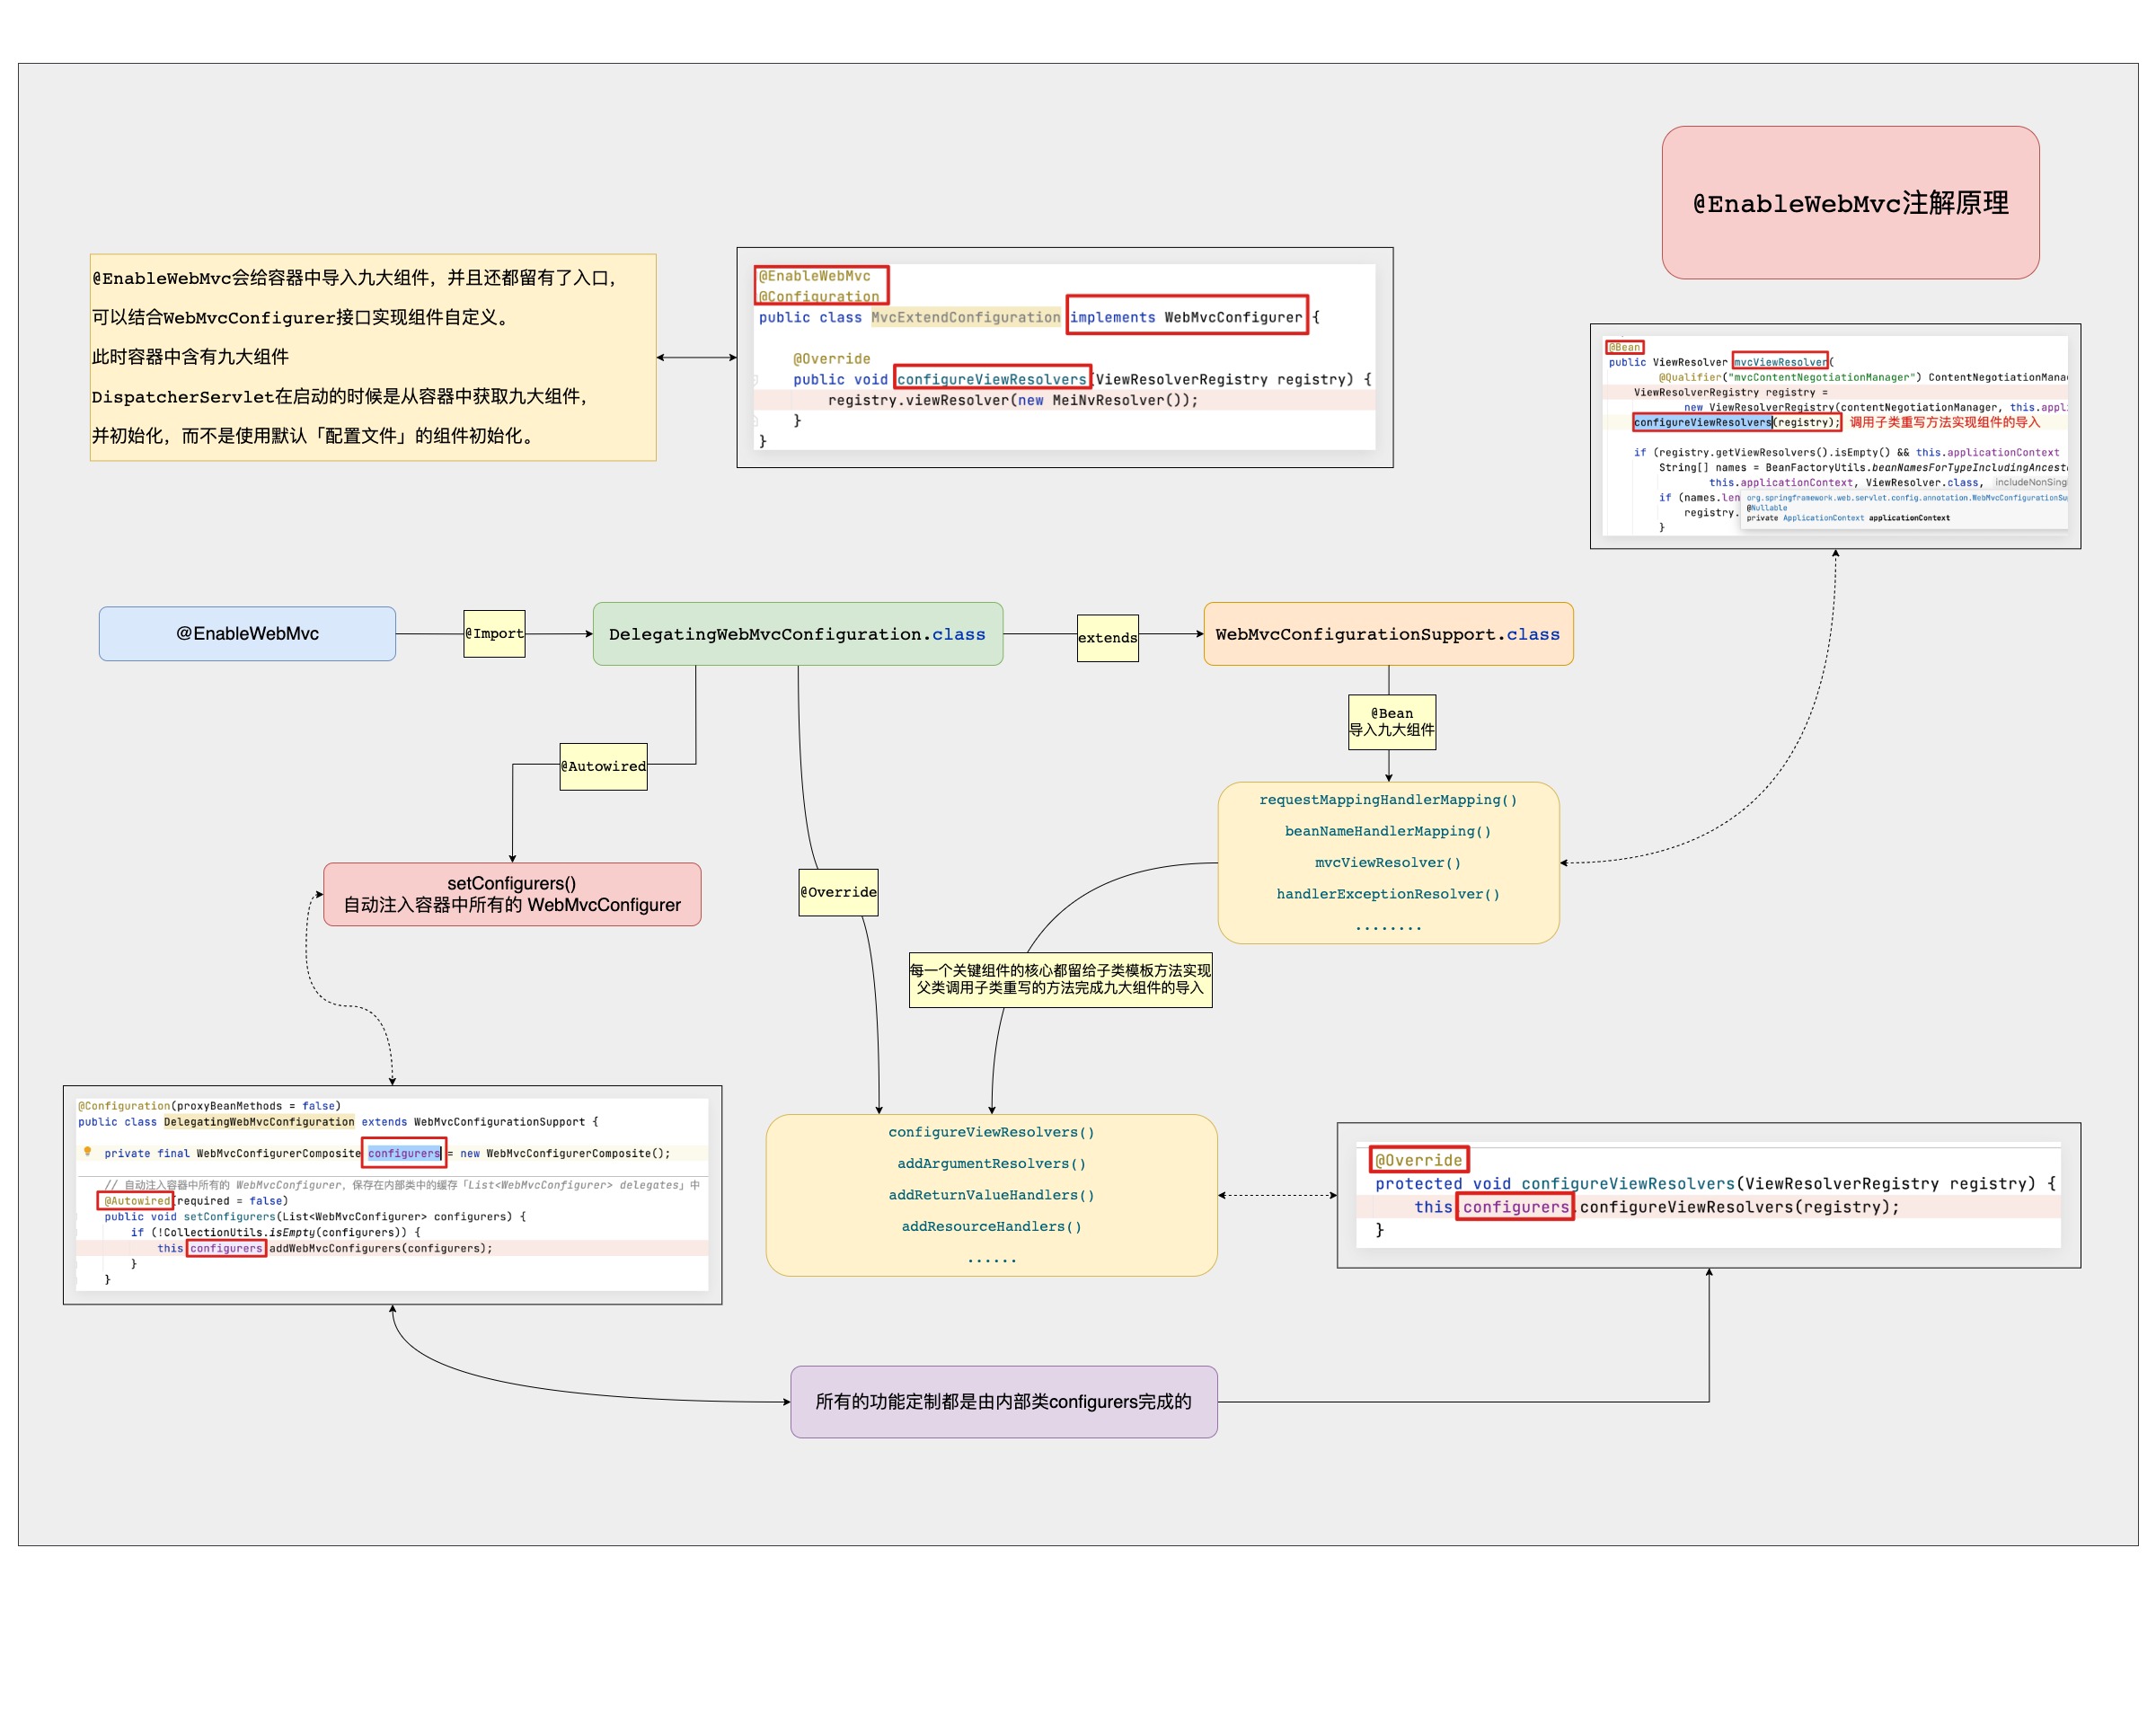 @EnableWebMvc注解原理
@EnableWebMvc会给容器中导入九大组件，并且还都留有了入口，
可以结合WebMvcConfigurer接口实现组件自定义。
此时容器中含有九大组件
DispatcherServlet在启动的时候是从容器中获取九大组件，
并初始化，而不是使用默认「配置文件」的组件初始化。
@EnableWebMvc
@Configuration
public class MvcExtendConfiguration implements WebMvcConfigurer {
@Override
public void configureViewResolvers(ViewResolverRegistry registry) {
registry.viewResolver(new MeiNvResolver());
}
}
@Bean
public ViewResolver mvcViewResolver(
@Qualifier("mvcContentNegotiationManager") ContentNegotiationMana
ViewResolverRegistry registry =
new ViewResolverRegistry(contentNegotiationManager, this.appli
configureViewResolvers(registry); 调用子类重写方法实现组件的导入
if (registry.getViewResolvers().isEmpty() && this.applicationContext
String[] names = BeanFactoryUtils.beanNamesForTypeIncludingAncest
this.applicationContext, ViewResolver.class, includeNonSing
if (names.len
org.springframework.web.servlet.config.annotation.WebMvcConfigurationSu
@Nullable
registry.
private ApplicationContext applicationContext
}
@EnableWebMvc
@Import
DelegatingWebMvcConfiguration.class
extends
WebMvcConfigurationSupport.class
@Bean
导入九大组件
@Autowired
requestMappingHandlerMapping()
beanNameHandlerMapping()
mvcViewResolver()
handlerExceptionResolver()
........
setConfigurers()
自动注入容器中所有的 WebMvcConfigurer
@Override
每一个关键组件的核心都留给子类模板方法实现
父类调用子类重写的方法完成九大组件的导入
@Configuration(proxyBeanMethods = false)
public class DelegatingWebMvcConfiguration extends WebMvcConfigurationSupport {
private final WebMvcConfigurerComposite configurers = new WebMvcConfigurerComposite();
// 自动注入容器中所有的 WebMvcConfigurer，保存在内部类中的缓存「List<WebMvcConfigurer> delegates」中
@Autowired(required = false)
public void setConfigurers(List<WebMvcConfigurer> configurers) {
if (!CollectionUtils.isEmpty(configurers)) {
this.configurers.addWebMvcConfigurers(configurers);
}
}
configureViewResolvers()
addArgumentResolvers()
addReturnValueHandlers()
addResourceHandlers()
......
@Override
protected void configureViewResolvers(ViewResolverRegistry registry) {
this.configurers.configureViewResolvers(registry);
}
所有的功能定制都是由内部类configurers完成的